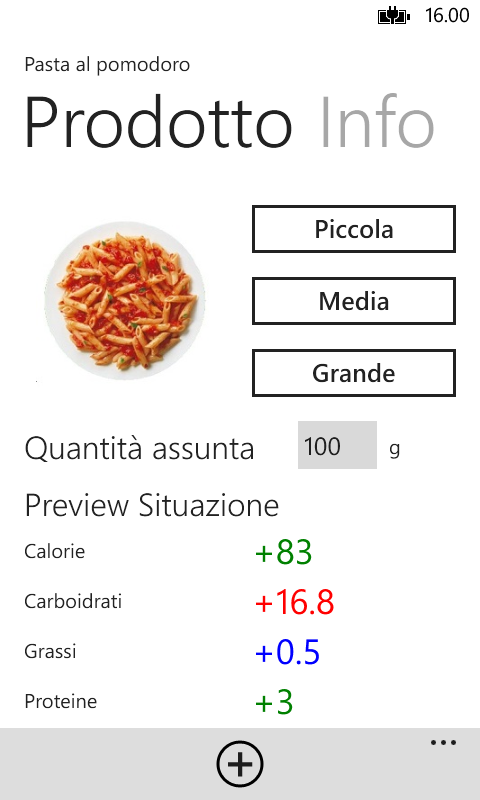 16.00
Pasta al pomodoro
Prodotto Info
Piccola
Media
Grande
Quantità assunta 100 g
Preview Situazione
Calorie +83
Carboidrati +16.8
Grassi +0.5
Proteine +3